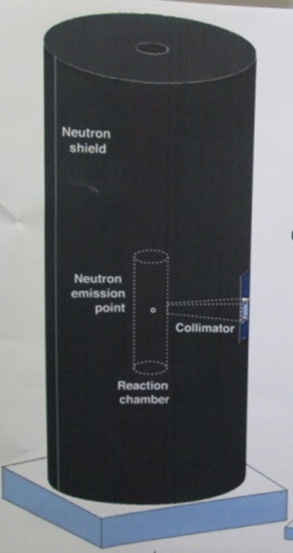 Neutron
shield
Neutron
emission
point
Collimator
Reaction
chamber